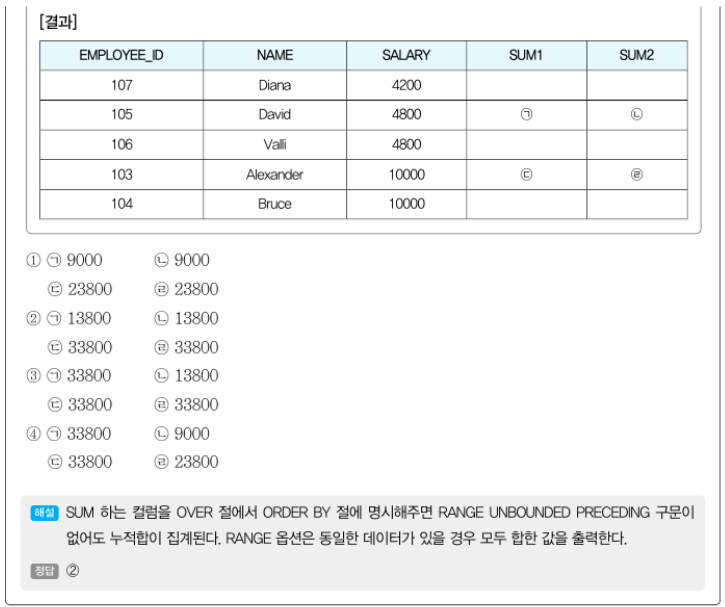 [결과]
EMPLOYEE_ID NAME SALARY SUM1 SUM2
107 Diana 4200
105 David 4800 ㉠ ㉡
106 Valli 4800
103 Alexander 10000 ㉢ ㉣
104 Bruce 10000
① ㉠ 9000 ㉡ 9000
㉢ 23800 ㉣ 23800
② ㉠ 13800 ㉡ 13800
㉢ 33800 ㉣ 33800
③ ㉠ 33800 ㉡ 13800
㉢ 33800 ㉣ 33800
④ ㉠ 33800 ㉡ 9000
㉢ 33800 ㉣ 23800
해설 SUM 하는 컬럼을 OVER 절에서 ORDER BY 절에 명시해주면 RANGE UNBOUNDED PRECEDING 구문이
없어도 누적합이 집계된다. RANGE 옵션은 동일한 데이터가 있을 경우 모두 합한 값을 출력한다.
정답 ②